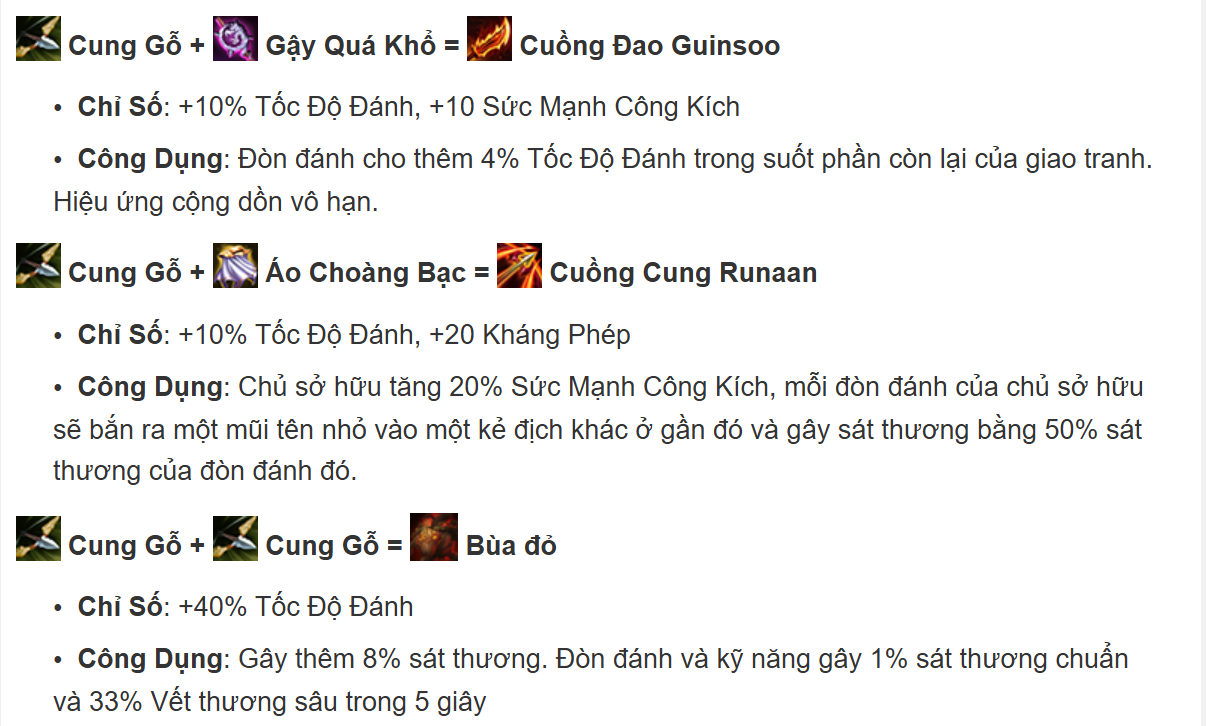 Cung Gỗ + Gậy Quá Khổ = Cuồng Đao Guinsoo
• Chỉ Số: +10% Tốc Độ Đánh, +10 Sức Mạnh Công Kích
• Công Dụng: Đòn đánh cho thêm 4% Tốc Độ Đánh trong suốt phần còn lại của giao tranh.
Hiệu ứng cộng dồn vô hạn.
Cung Gỗ + Áo Choàng Bạc = Cuồng Cung Runaan
• Chỉ Số: +10% Tốc Độ Đánh, +20 Kháng Phép
• Công Dụng: Chủ sở hữu tăng 20% Sức Mạnh Công Kích, mỗi đòn đánh của chủ sở hữu
sẽ bắn ra một mũi tên nhỏ vào một kẻ địch khác ở gần đó và gây sát thương bằng 50% sát
thương của đòn đánh đó.
Cung Gỗ + Cung Gỗ = Bùa đỏ
• Chỉ Số: +40% Tốc Độ Đánh
• Công Dụng: Gây thêm 8% sát thương. Đòn đánh và kỹ năng gây 1% sát thương chuẩn
và 33% Vết thương sâu trong 5 giây